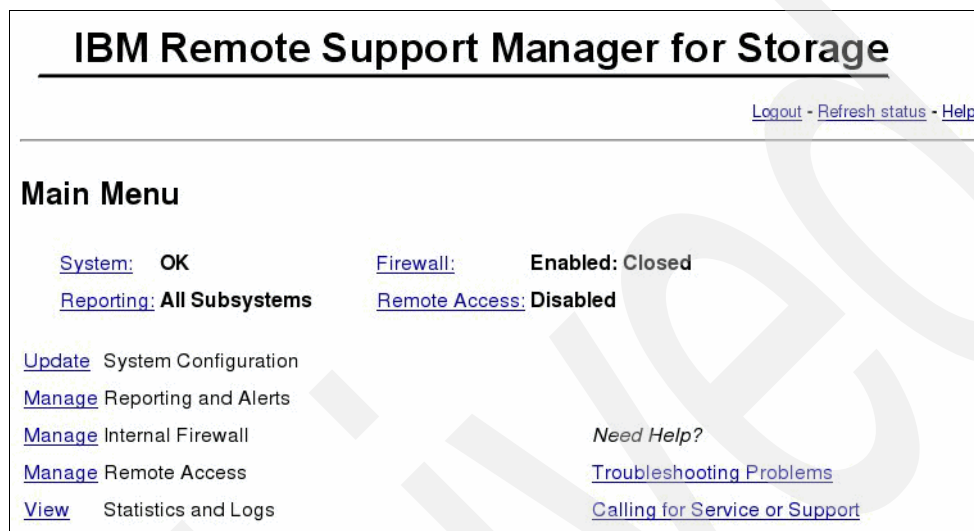 IBM Remote Support Manager for Storage
Logout - Refresh status - Help
Main Menu
System: OK Firewall: Enabled: Closed
Reporting: All Subsystems Remote Access: Disabled
Update System Configuration
Manage Reporting and Alerts
Manage Internal Firewall Need Help?
Manage Remote Access Troubleshooting Problems
View Statistics and Logs Calling for Service or Support